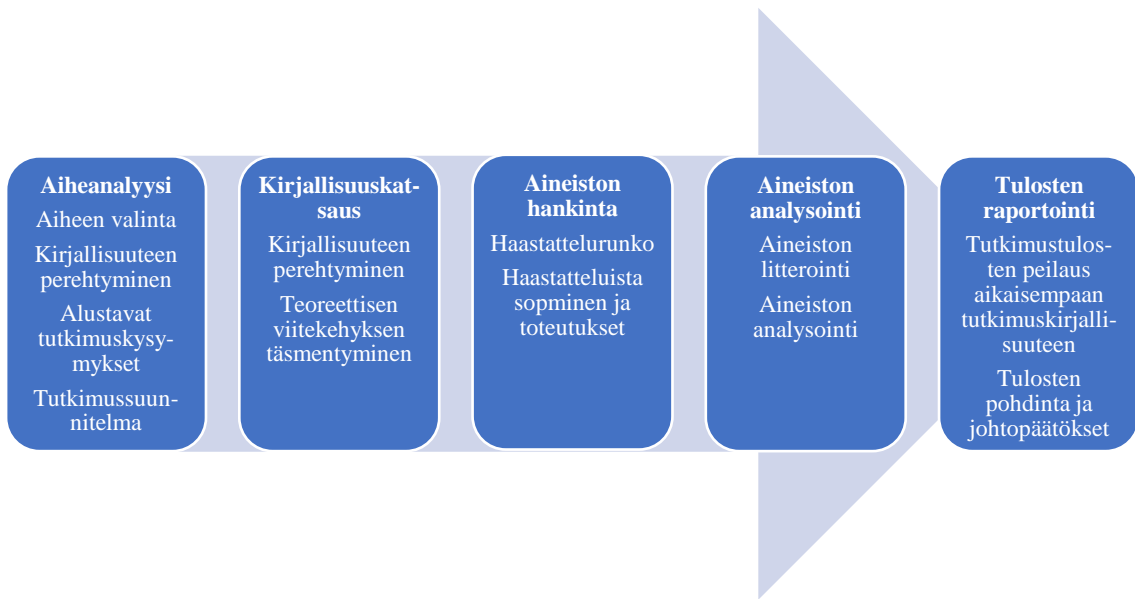 Aiheanalyysi
Aiheen valinta
Kirjallisuuteen
perehtyminen
Alustavat
tutkimuskysy-
mykset
Tutkimussuun-
nitelma
Kirjallisuuskat-
saus
Kirjallisuuteen
perehtyminen
Teoreettisen
viitekehyksen
täsmentyminen
Aineiston
hankinta
Haastattelurunko
Haastatteluista
sopminen ja
toteutukset
Aineiston
analysointi
Aineiston
litterointi
Aineiston
analysointi
Tulosten
raportointi
Tutkimustulos-
ten peilaus
aikaisempaan
tutkimuskirjalli-
suuteen
Tulosten
pohdinta ja
johtopäätökset